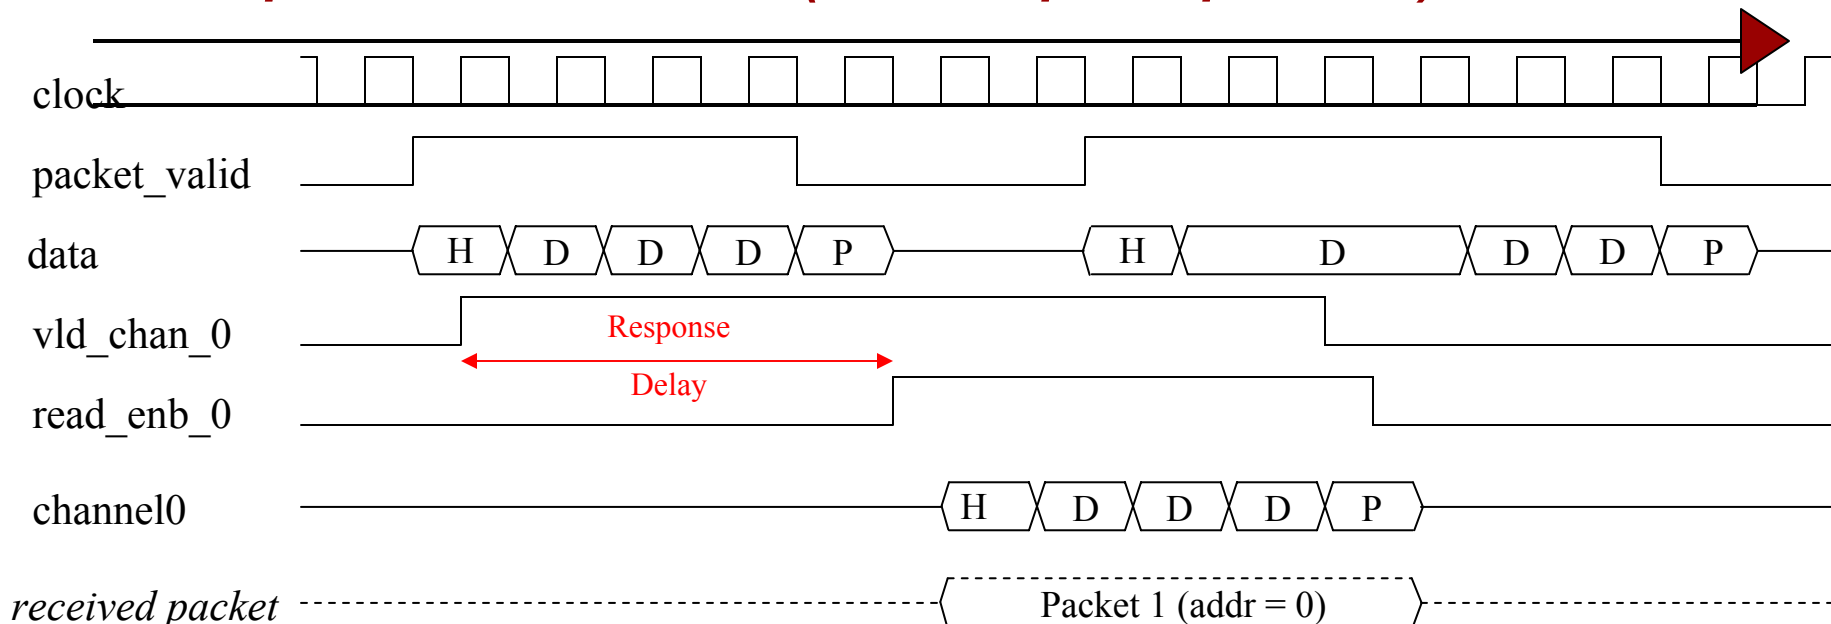 clock
packet_valid
data H D D D P H D D D P
vld_chan_0
Response
Delay
read_enb_0
channel0 H D D D P
received packet Packet 1 (addr = 0)